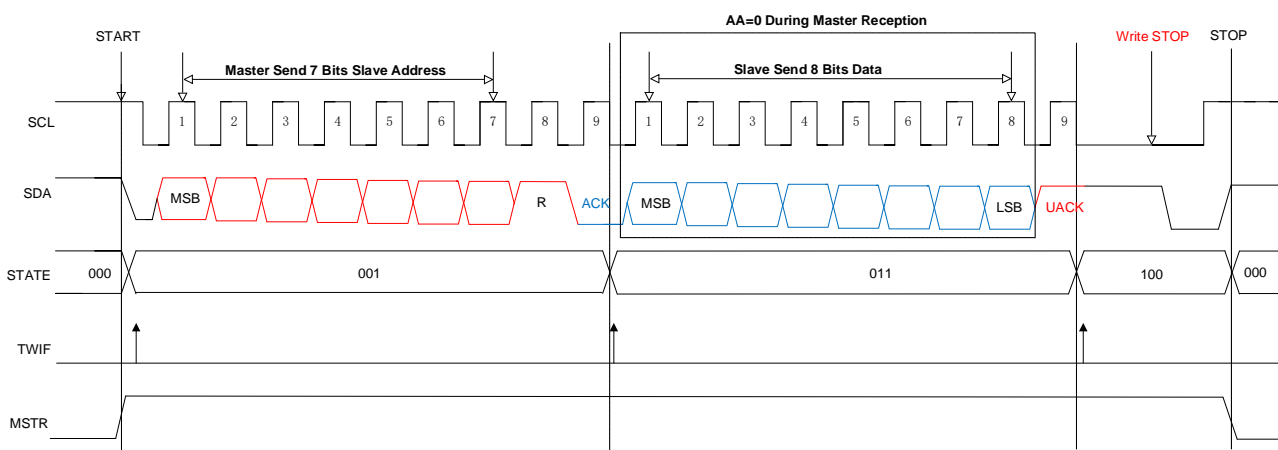 AA=0 During Master Reception
START
Write STOP
STOP
Master Send 7 Bits Slave Address
Slave Send 8 Bits Data
SCL
1 2 3 4 5 6 7 8 9 1 2 3 4 5 6 7 8 9
SDA
MSB R ACK MSB LSB UACK
STATE
000 001 011 100 000
TWIF
MSTR